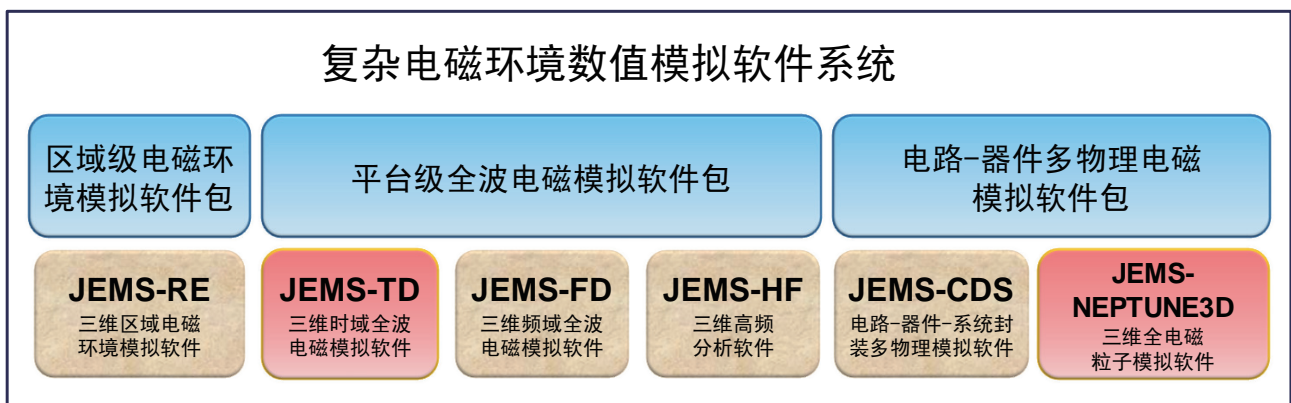 复杂电磁环境数值模拟软件系统
区域级电磁环
境模拟软件包
平台级全波电磁模拟软件包
电路-器件多物理电磁
模拟软件包
JEMS-RE
三维区域电磁
环境模拟软件
JEMS-TD
三维时域全波
电磁模拟软件
JEMS-FD
三维频域全波
电磁模拟软件
JEMS-HF
三维高频
分析软件
JEMS-CDS
电路-器件-系统封
装多物理模拟软件
JEMS-
NEPTUNE3D
三维全电磁
粒子模拟软件